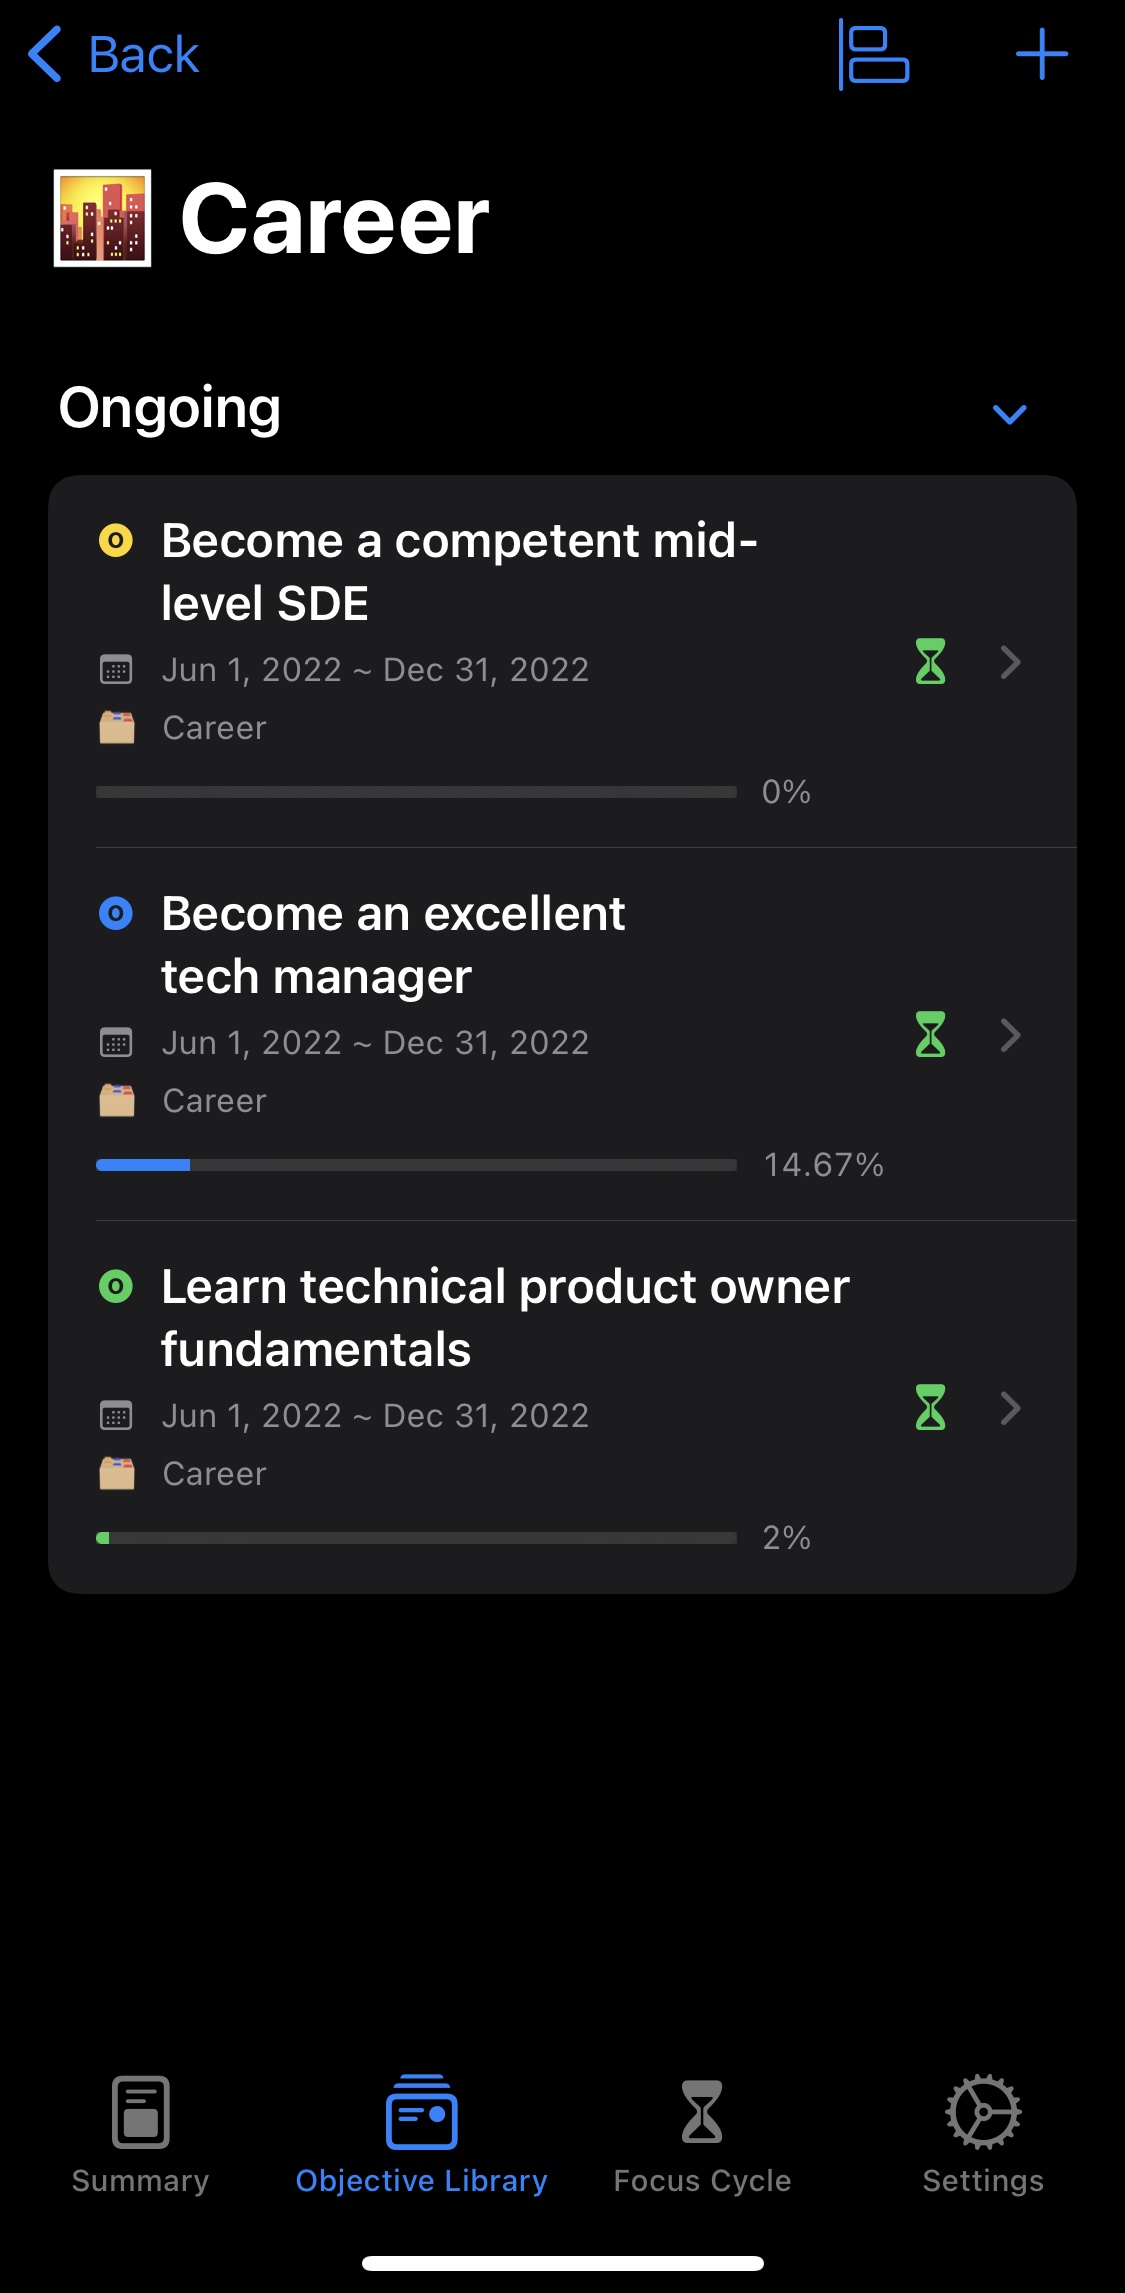 Back
Career
Ongoing
O Become a competent mid-
level SDE
Jun 1, 2022 ~ Dec 31, 2022
Career
0%
O Become an excellent
tech manager
Jun 1, 2022 ~ Dec 31, 2022
Career
14.67%
O Learn technical product owner
fundamentals
Jun 1, 2022 ~ Dec 31, 2022
Career
2%
Summary
Objective Library
Focus Cycle
Settings